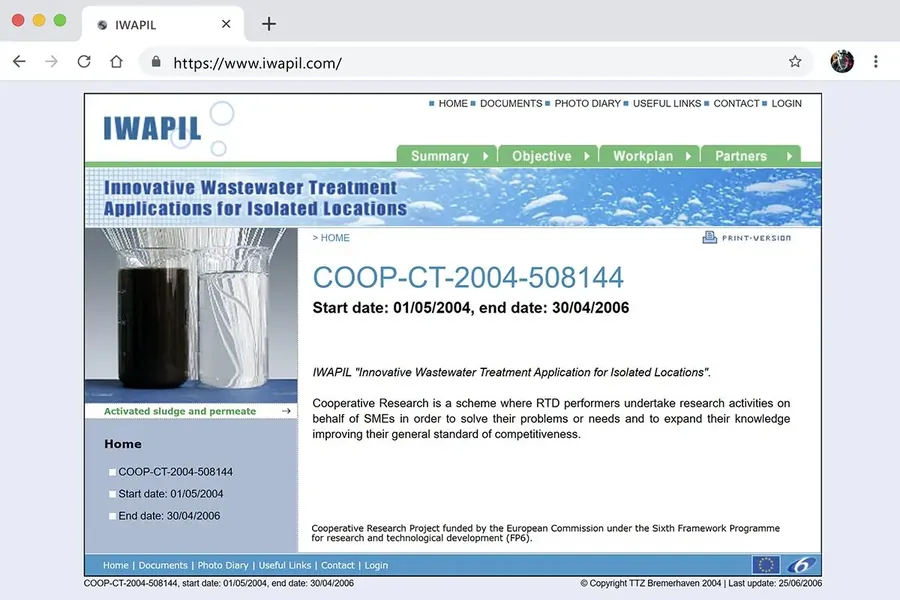 IWAPIL
https://www.iwapil.com/
HOME DOCUMENTS PHOTO DIARY USEFUL LINKS CONTACT LOGIN
IWAPIL
Summary Objective Workplan Partners
Innovative Wastewater Treatment
Applications for Isolated Locations
> HOME
PRINT-VERSION
COOP-CT-2004-508144
Start date: 01/05/2004, end date: 30/04/2006
IWAPIL "Innovative Wastewater Treatment Application for Isolated Locations".
Cooperative Research is a scheme where RTD performers undertake research activities on
behalf of SMEs in order to solve their problems or needs and to expand their knowledge
improving their general standard of competitiveness.
Activated sludge and permeate
Home
COOP-CT-2004-508144
Start date: 01/05/2004
End date: 30/04/2006
Cooperative Research Project funded by the European Commission under the Sixth Framework Programme
for research and technological development (FP6).
Home | Documents | Photo Diary | Useful Links | Contact | Login
6
COOP-CT-2004-508144, start date: 01/05/2004, end date: 30/04/2006
© Copyright TTZ Bremerhaven 2004 | Last update: 25/06/2006